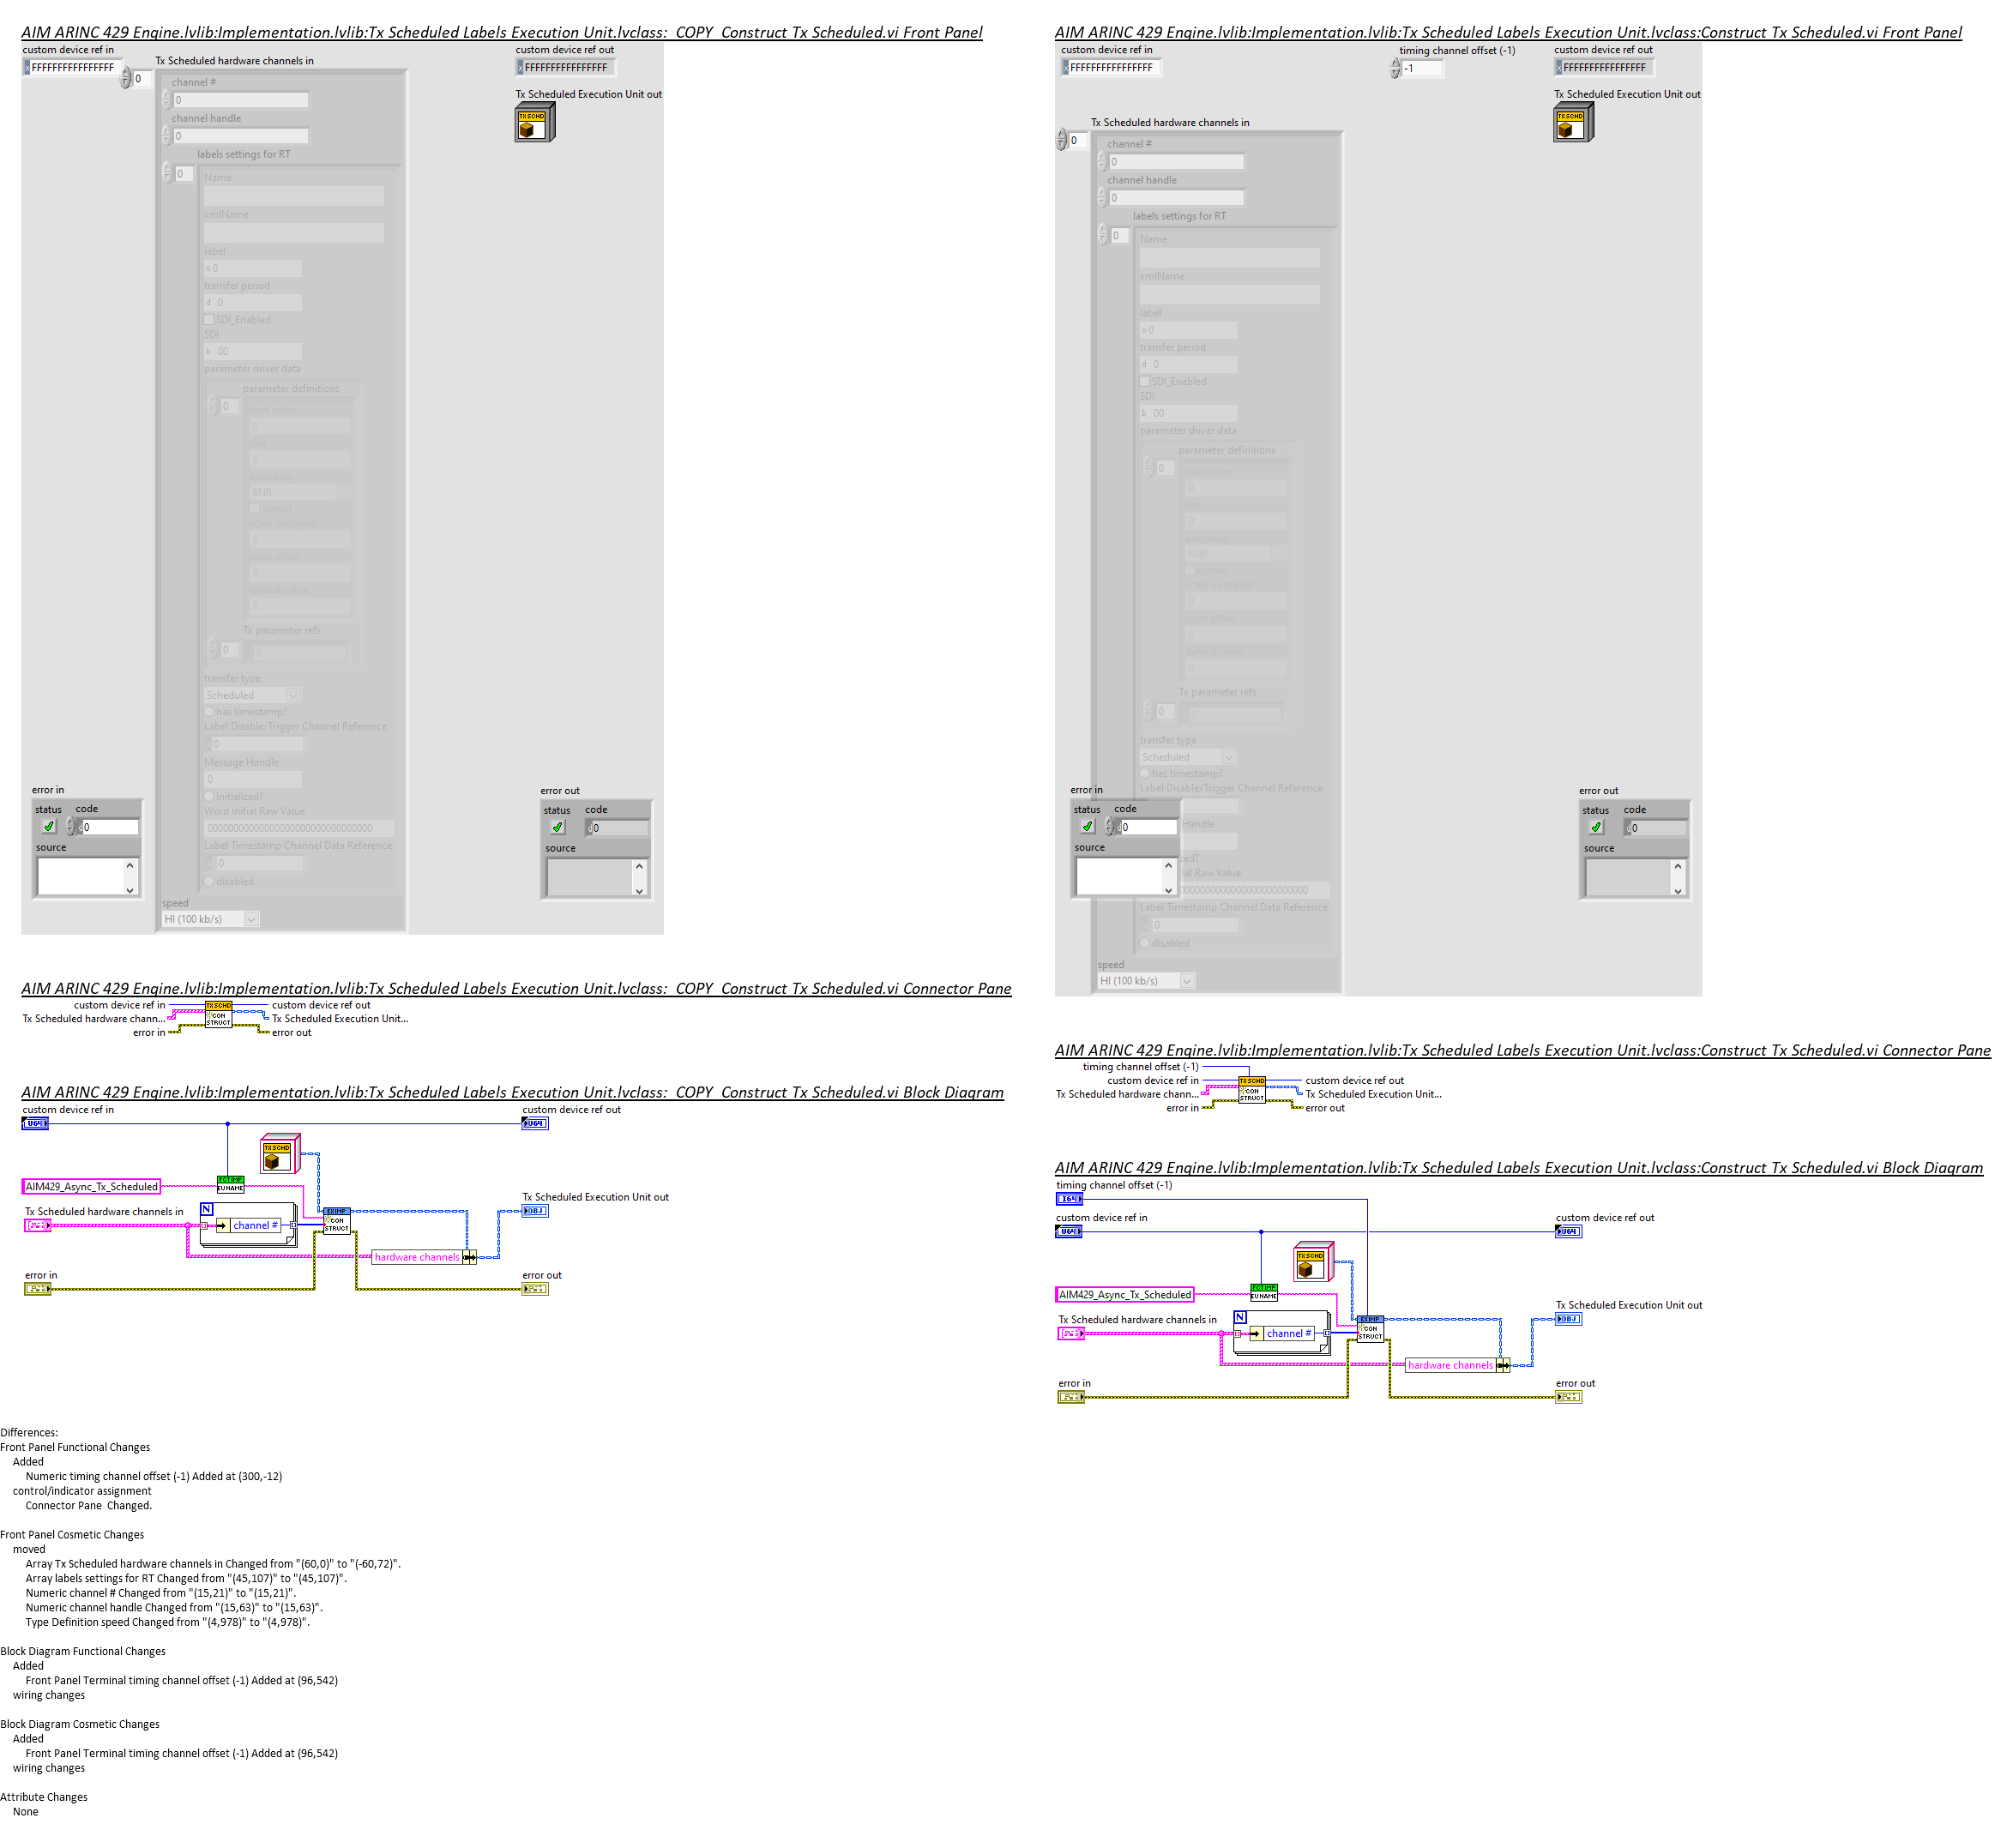 AIM ARINC 429 Engine.lvlib:Implementation.lvlib:Tx Scheduled Labels Execution Unit.lvclass:_COPY_Construct Tx Scheduled.vi Front Panel
custom device ref in
FFFFFFFFFFFFFFFF
0
Tx Scheduled hardware channels in
channel #
0
channel handle
0
labels settings for RT
0
Name
xmlName
label
o 0
transfer period
d 0
SDI_Enabled
SDI
b 00
parameter driver data
parameter definitions
0
start index
0
size
0
encoding
BNR
signed
scale multiplier
0
scale offset
0
default value
0
Tx parameter refs
0
0
transfer type
Scheduled
has timestamp?
Label Disable/Trigger Channel Reference
0
Message Handle
0
Initialized?
Word Initial Raw Value
00000000000000000000000000000000
Label Timestamp Channel Data Reference
0
disabled
speed
HI (100 kb/s)
error in
status code
0
source
custom device ref out
FFFFFFFFFFFFFFFF
Tx Scheduled Execution Unit out
TX SCHD
error out
status code
0
source
AIM ARINC 429 Engine.lvlib:Implementation.lvlib:Tx Scheduled Labels Execution Unit.lvclass:Construct Tx Scheduled.vi Front Panel
custom device ref in
FFFFFFFFFFFFFFFF
timing channel offset (-1)
-1
custom device ref out
FFFFFFFFFFFFFFFF
Tx Scheduled Execution Unit out
TX SCHD
Tx Scheduled hardware channels in
0
channel #
0
channel handle
0
labels settings for RT
0
Name
xmlName
label
o 0
transfer period
d 0
SDI_Enabled
SDI
b 00
parameter driver data
parameter definitions
0
start index
0
size
0
encoding
BNR
signed
scale multiplier
0
scale offset
0
default value
0
Tx parameter refs
0
0
transfer type
Scheduled
has timestamp?
Label Disable/Trigger Channel Reference
Handle
ced?
ial Raw Value
0000000000000000000000000
Label Timestamp Channel Data Reference
0
disabled
speed
HI (100 kb/s)
error in
status code
0
source
error out
status code
0
source
AIM ARINC 429 Engine.lvlib:Implementation.lvlib:Tx Scheduled Labels Execution Unit.lvclass:_COPY_Construct Tx Scheduled.vi Connector Pane
custom device ref in
Tx Scheduled hardware chann...
error in
TX SCHD
CON
STRUCT
custom device ref out
Tx Scheduled Execution Unit...
error out
AIM ARINC 429 Engine.lvlib:Implementation.lvlib:Tx Scheduled Labels Execution Unit.lvclass:Construct Tx Scheduled.vi Connector Pane
timing channel offset (-1)
custom device ref in
Tx Scheduled hardware chann...
error in
TX SCHD
CON
STRUCT
custom device ref out
Tx Scheduled Execution Unit...
error out
AIM ARINC 429 Engine.lvlib:Implementation.lvlib:Tx Scheduled Labels Execution Unit.lvclass:_COPY_Construct Tx Scheduled.vi Block Diagram
custom device ref in
U64
custom device ref out
U64
TX SCHD
AIM429_Async_Tx_Scheduled
EU NAME
Tx Scheduled hardware channels in
N
channel #
EXIMP
CON
STRUCT
hardware channels
Tx Scheduled Execution Unit out
OBJ
error in
error out
AIM ARINC 429 Engine.lvlib:Implementation.lvlib:Tx Scheduled Labels Execution Unit.lvclass:Construct Tx Scheduled.vi Block Diagram
timing channel offset (-1)
I64
custom device ref in
U64
custom device ref out
U64
TX SCHD
AIM429_Async_Tx_Scheduled
EU NAME
Tx Scheduled hardware channels in
N
channel #
EXIMP
CON
STRUCT
hardware channels
Tx Scheduled Execution Unit out
OBJ
error in
error out
Differences:
Front Panel Functional Changes
Added
Numeric timing channel offset (-1) Added at (300,-12)
control/indicator assignment
Connector Pane  Changed.
Front Panel Cosmetic Changes
moved
Array Tx Scheduled hardware channels in Changed from "(60,0)" to "(-60,72)".
Array labels settings for RT Changed from "(45,107)" to "(45,107)".
Numeric channel # Changed from "(15,21)" to "(15,21)".
Numeric channel handle Changed from "(15,63)" to "(15,63)".
Type Definition speed Changed from "(4,978)" to "(4,978)".
Block Diagram Functional Changes
Added
Front Panel Terminal timing channel offset (-1) Added at (96,542)
wiring changes
Block Diagram Cosmetic Changes
Added
Front Panel Terminal timing channel offset (-1) Added at (96,542)
wiring changes
Attribute Changes
None